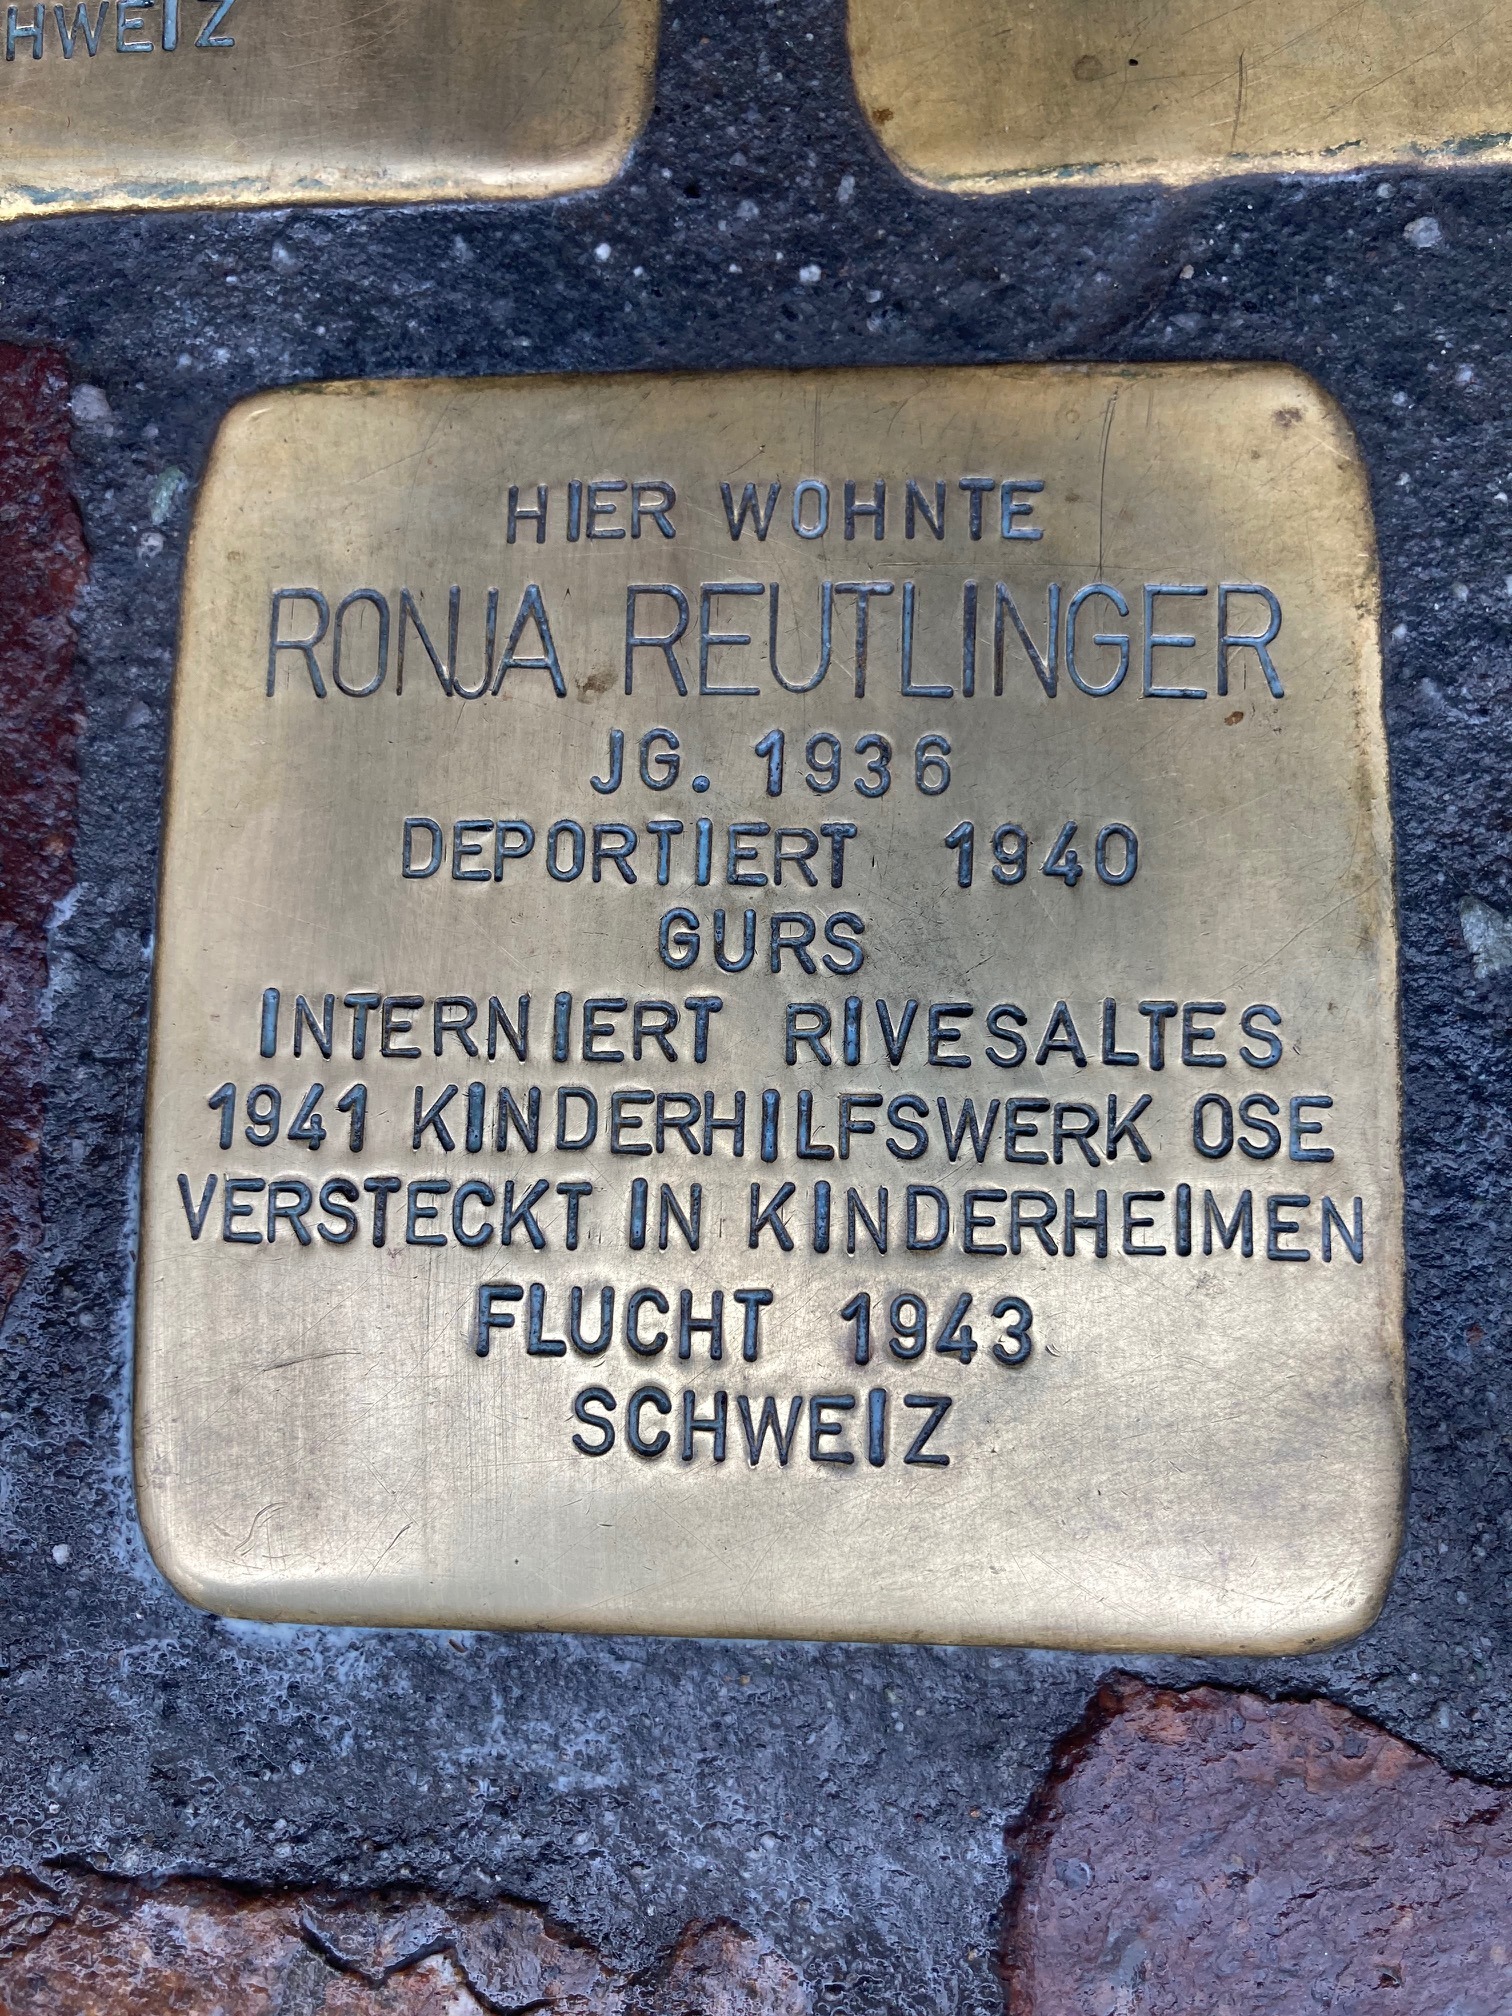 HWEIZ
HIER WOHNTE
RONJA REUTLINGER
JG. 1936
DEPORTIERT 1940
GURS
INTERNIERT RIVESALTES
1941 KINDERHILFSWERK OSE
VERSTECKT IN KINDERHEIMEN
FLUCHT 1943
SCHWEIZ